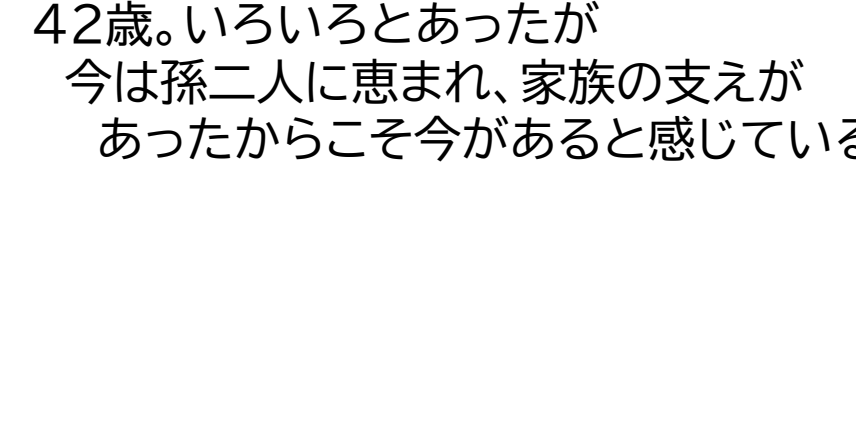 42歳。いろいろとあったが
今は孫二人に恵まれ、家族の支えが
あったからこそ今があると感じている